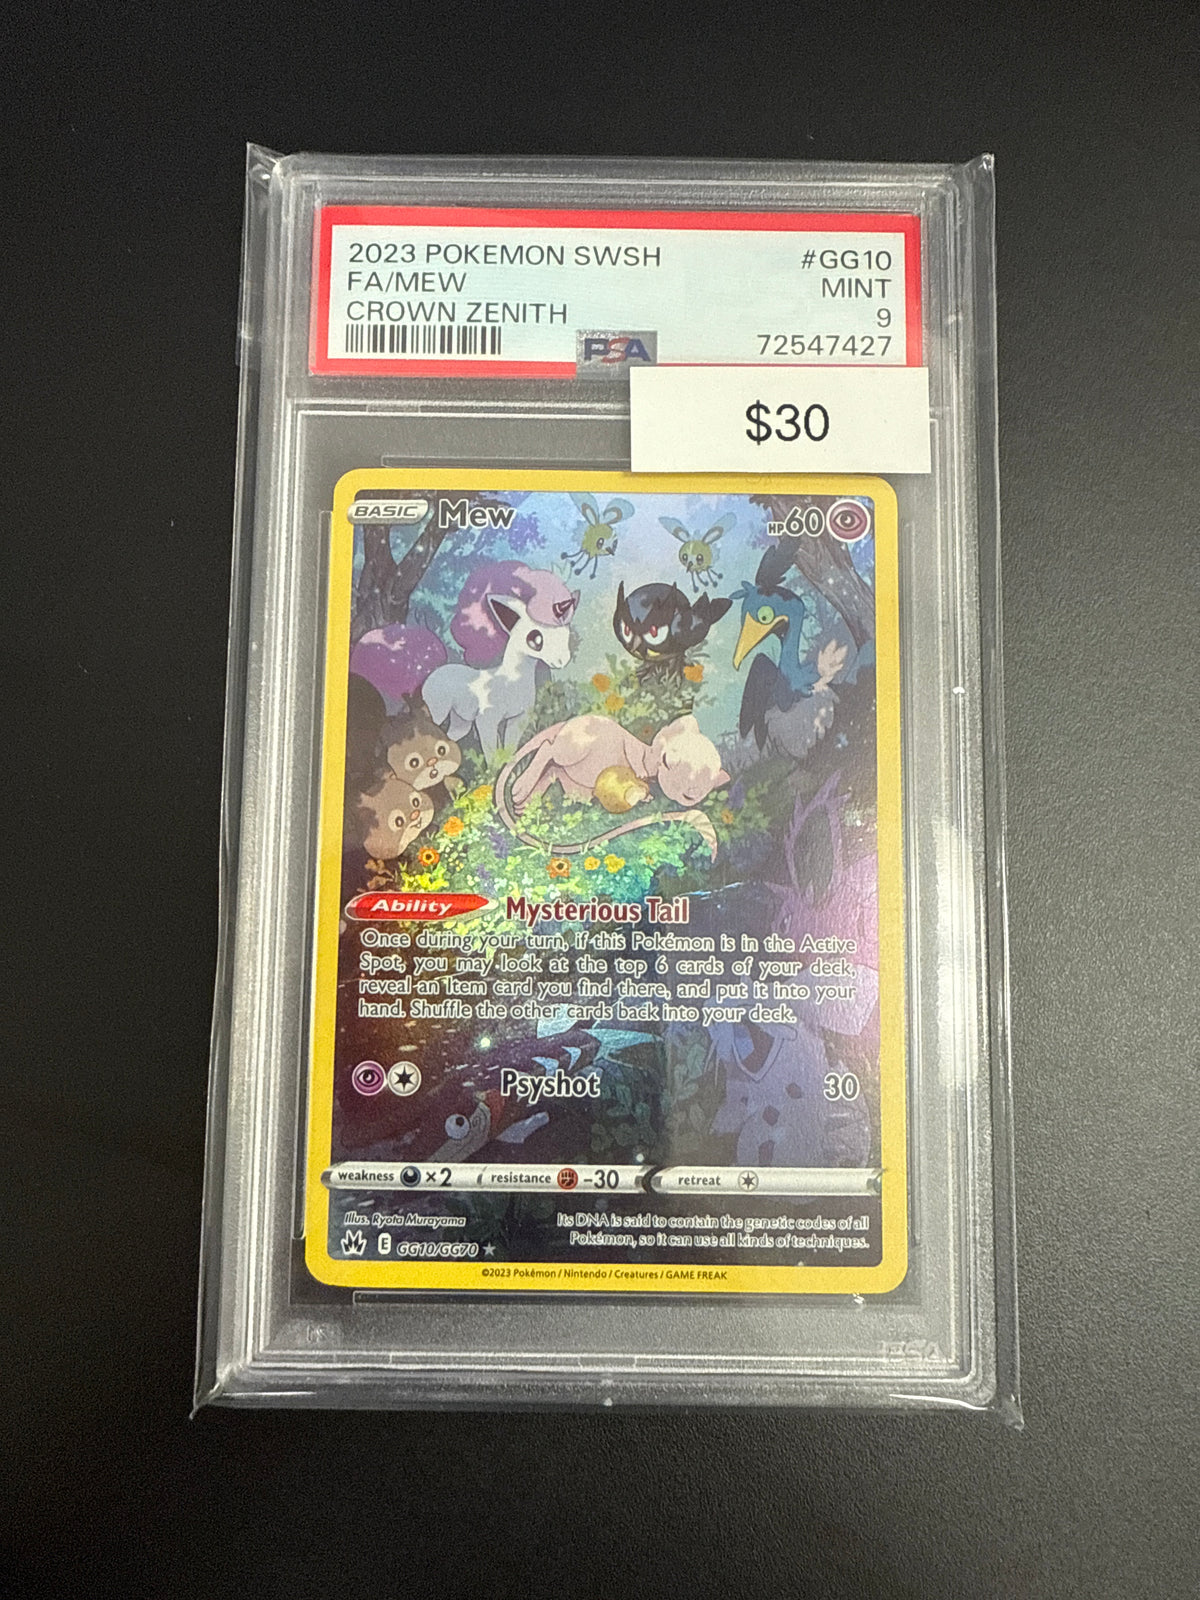 2023 POKEMON SWSH #GG10
FA/MEW MINT
CROWN ZENITH 9
PSA 72547427
$30
BASIC Mew HP60
Ability Mysterious Tail
Once during your turn, if this Pokémon is in the Active
Spot, you may look at the top 6 cards of your deck,
reveal an Item card you find there, and put it into your
hand. Shuffle the other cards back into your deck.
Psyshot 30
weakness ×2 resistance -30 retreat
Illus. Ryota Murayama
Its DNA is said to contain the genetic codes of all
Pokémon, so it can use all kinds of techniques.
E GG10/GG70 ★
©2023 Pokémon / Nintendo / Creatures / GAME FREAK
PSA